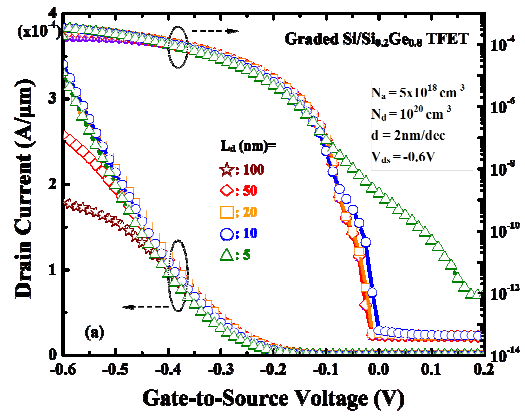 (x10⁻⁴)
4
3
2
1
0
Drain Current (A/μm)
Graded Si/Si₀.₂Ge₀.₈ TFET
Nₐ = 5x10¹⁸ cm⁻³
N_d = 10²⁰ cm⁻³
d = 2nm/dec
V_ds = -0.6V
L_d (nm)=
: 100
: 50
: 20
: 10
: 5
(a)
10⁻⁴
10⁻⁶
10⁻⁸
10⁻¹⁰
10⁻¹²
10⁻¹⁴
-0.6 -0.5 -0.4 -0.3 -0.2 -0.1 0.0 0.1 0.2
Gate-to-Source Voltage (V)